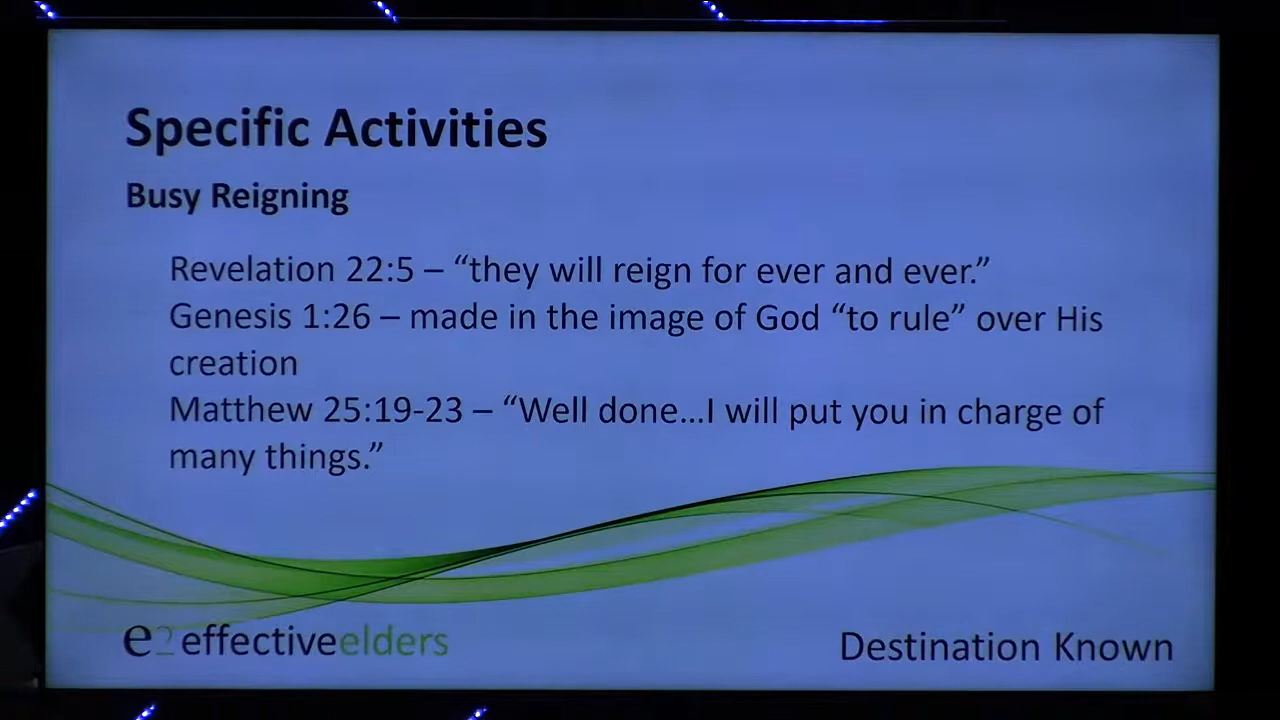 Specific Activities
Busy Reigning
Revelation 22:5 – “they will reign for ever and ever.”
Genesis 1:26 – made in the image of God “to rule” over His
creation
Matthew 25:19-23 – “Well done…I will put you in charge of
many things.”
e2 effectiveelders
Destination Known